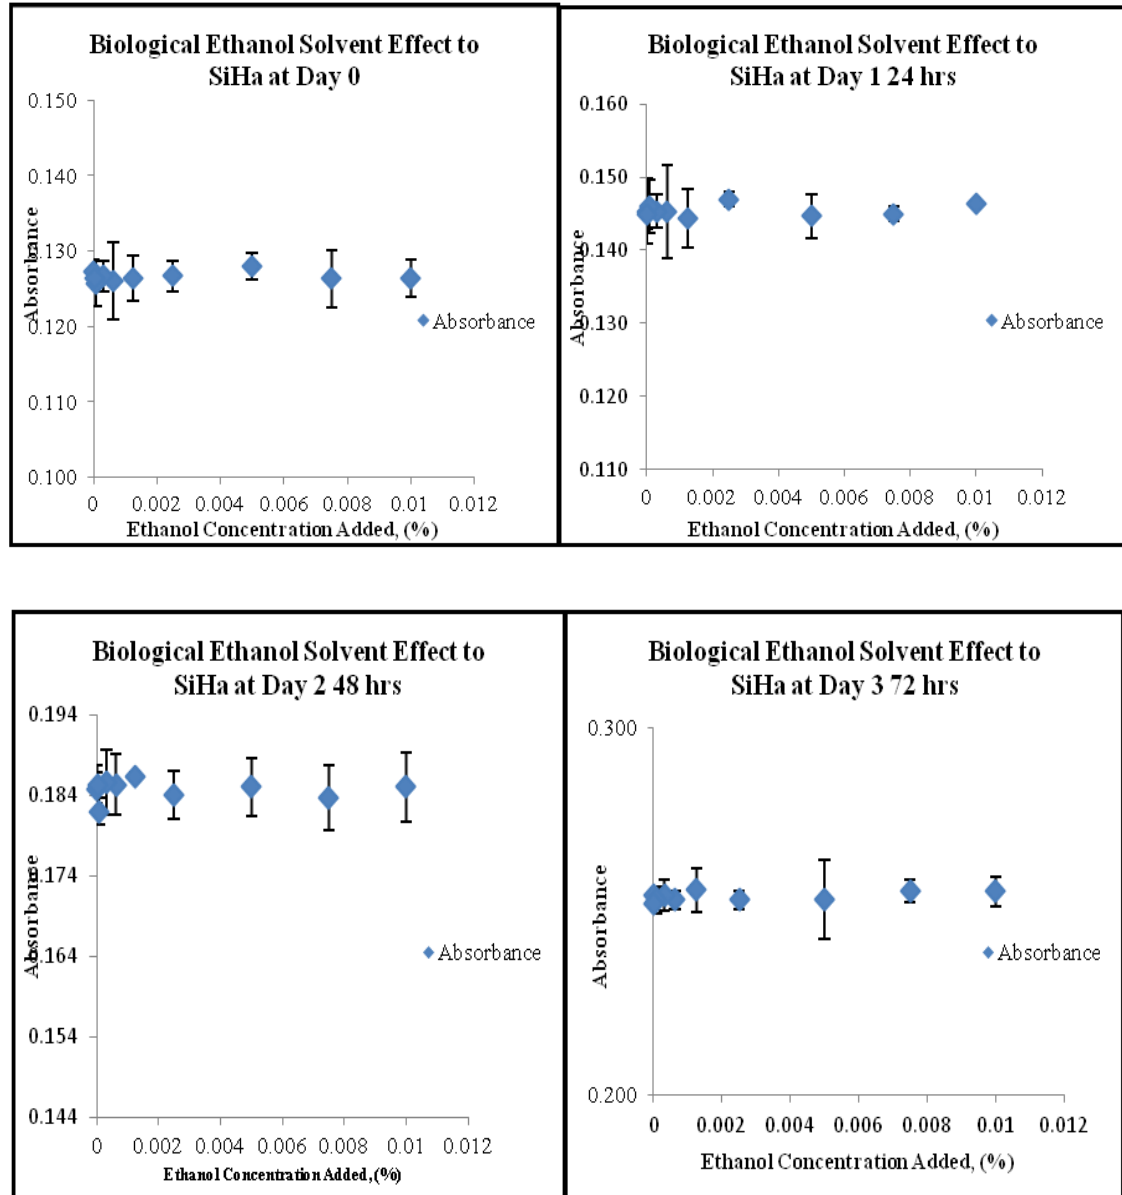 Biological Ethanol Solvent Effect to
SiHa at Day 0
0.150
0.140
0.130
0.120
0.110
0.100
Absorbance
Absorbance
0 0.002 0.004 0.006 0.008 0.01 0.012
Ethanol Concentration Added, (%)
Biological Ethanol Solvent Effect to
SiHa at Day 1 24 hrs
0.160
0.150
0.140
0.130
0.120
0.110
Absorbance
Absorbance
0 0.002 0.004 0.006 0.008 0.01 0.012
Ethanol Concentration Added, (%)
Biological Ethanol Solvent Effect to
SiHa at Day 2 48 hrs
0.194
0.184
0.174
0.164
0.154
0.144
Absorbance
Absorbance
0 0.002 0.004 0.006 0.008 0.01 0.012
Ethanol Concentration Added, (%)
Biological Ethanol Solvent Effect to
SiHa at Day 3 72 hrs
0.300
0.200
Absorbance
Absorbance
0 0.002 0.004 0.006 0.008 0.01 0.012
Ethanol Concentration Added, (%)